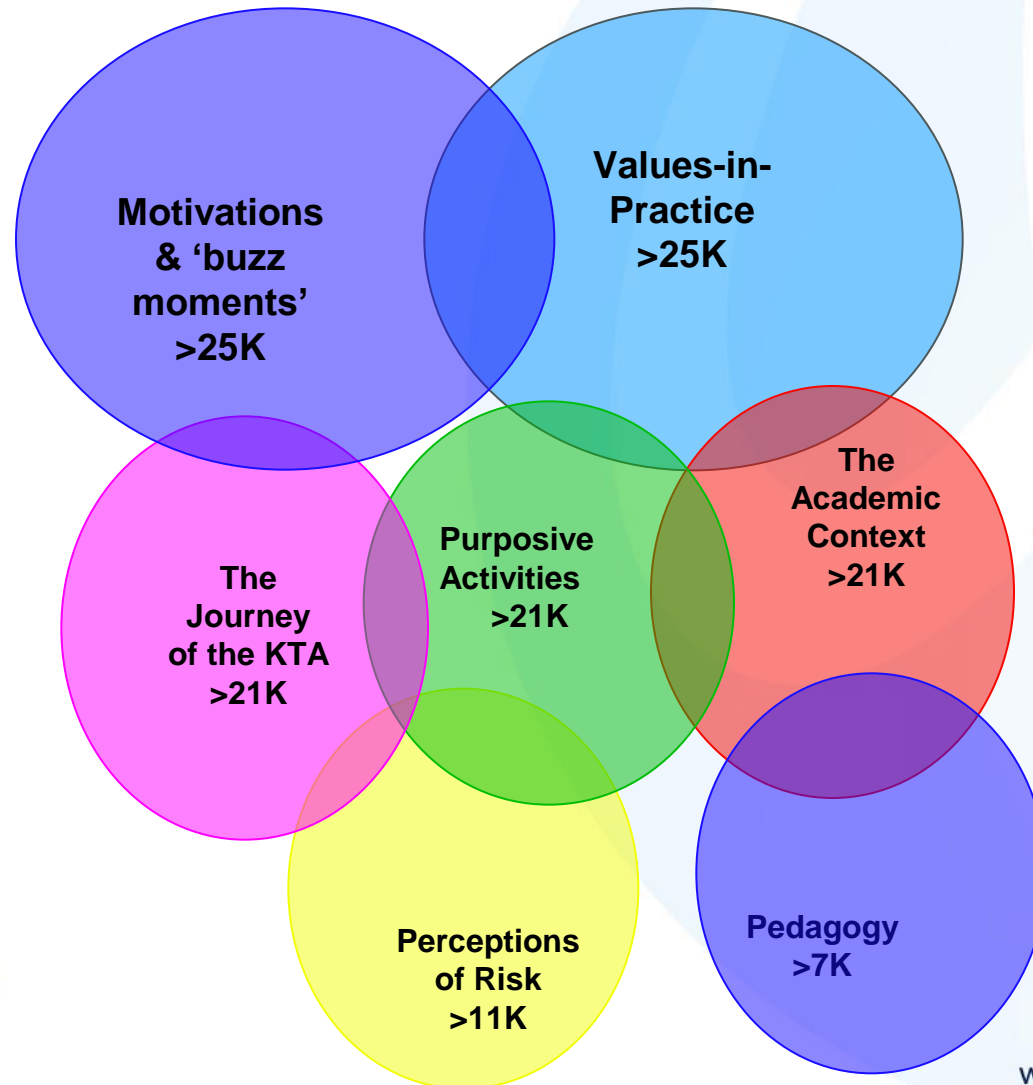 Motivations
& ‘buzz
moments’
>25K
Values-in-
Practice
>25K
The
Journey
of the KTA
>21K
Purposive
Activities
>21K
The
Academic
Context
>21K
Perceptions
of Risk
>11K
Pedagogy
>7K
w